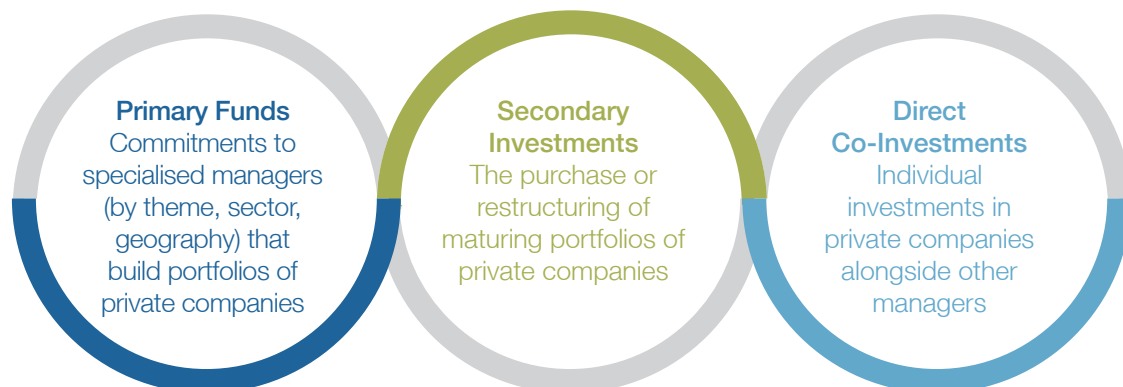 Primary Funds
Commitments to
specialised managers
(by theme, sector,
geography) that
build portfolios of
private companies
Secondary
Investments
The purchase or
restructuring of
maturing portfolios of
private companies
Direct
Co-Investments
Individual
investments in
private companies
alongside other
managers